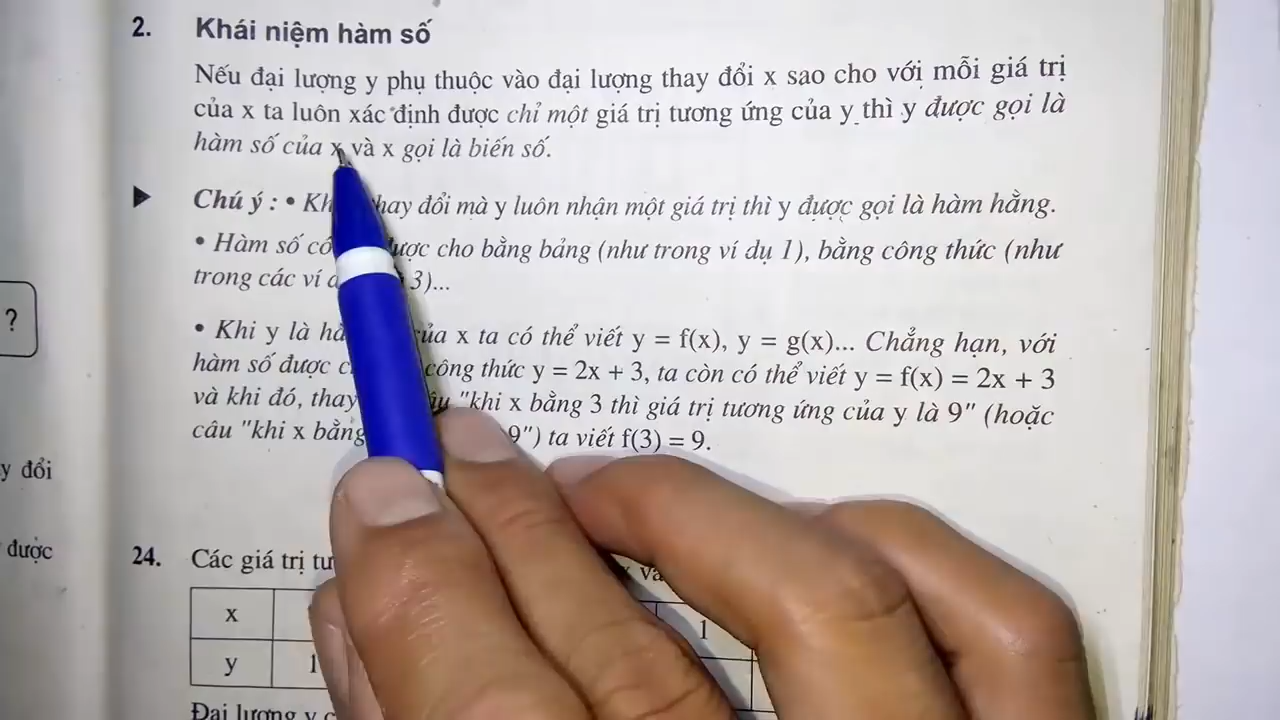 2. Khái niệm hàm số
Nếu đại lượng y phụ thuộc vào đại lượng thay đổi x sao cho với mỗi giá trị
của x ta luôn xác định được chỉ một giá trị tương ứng của y thì y được gọi là
hàm số của x và x gọi là biến số.
Chú ý : • hay đổi mà y luôn nhận một giá trị thì y được gọi là hàm hằng.
• Hàm số có được cho bằng bảng (như trong ví dụ 1), bằng công thức (như
trong các ví 3)...
?
• Khi y là của x ta có thể viết y = f(x), y = g(x)... Chẳng hạn, với
hàm số được công thức y = 2x + 3, ta còn có thể viết y = f(x) = 2x + 3
và khi đó, thay "khi x bằng 3 thì giá trị tương ứng của y là 9" (hoặc
câu "khi x bằng 9") ta viết f(3) = 9.
y đổi
được
24. Các giá trị
x 1
y 1
Đại lượng y